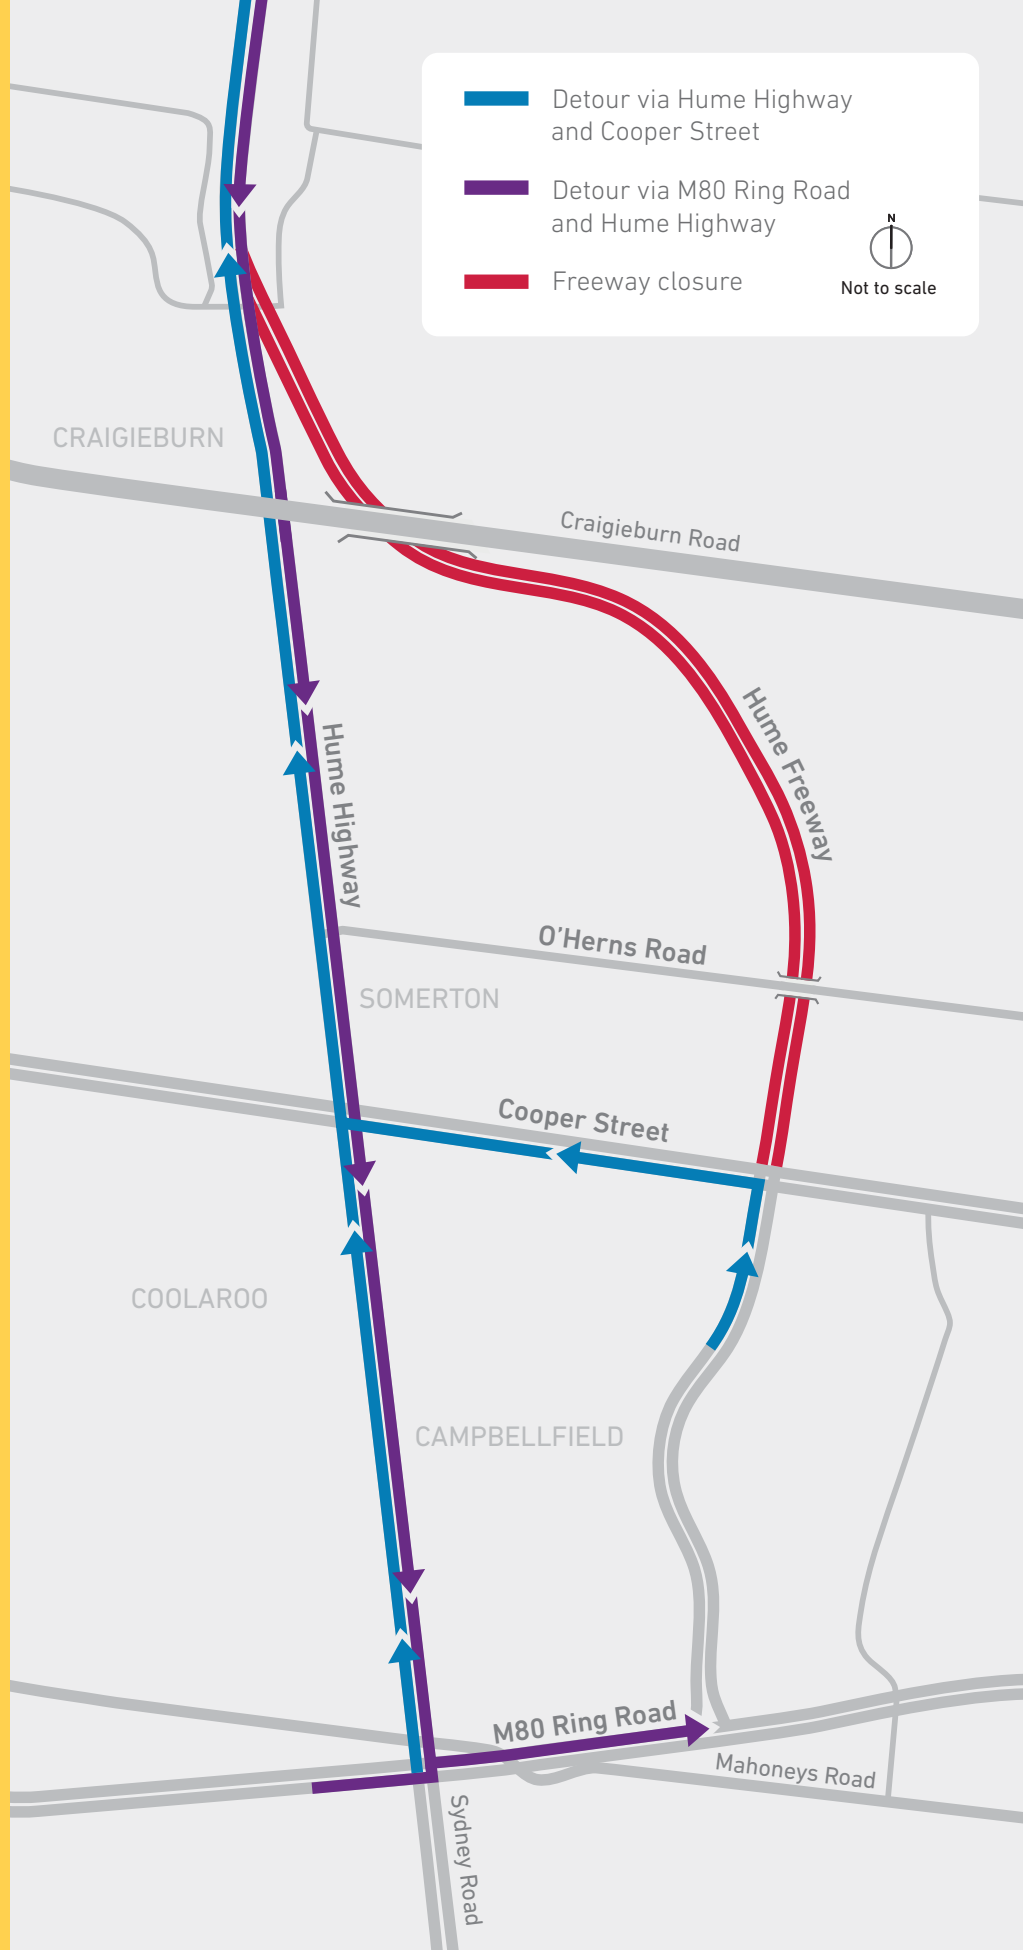 Detour via Hume Highway
and Cooper Street
Detour via M80 Ring Road
and Hume Highway
N
Freeway closure
Not to scale
CRAIGIEBURN
Craigieburn Road
Hume Freeway
Hume Highway
O'Herns Road
SOMERTON
Cooper Street
COOLAROO
CAMPBELLFIELD
M80 Ring Road
Mahoneys Road
Sydney Road